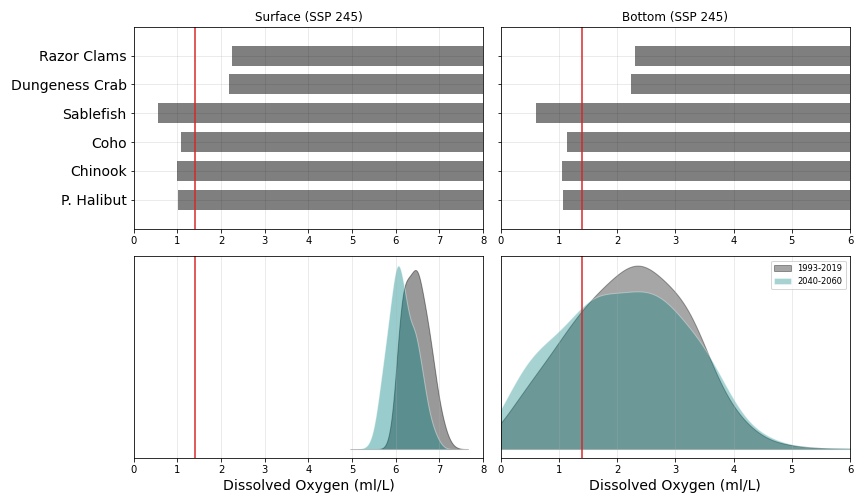 Surface (SSP 245)
Bottom (SSP 245)
Razor Clams
Dungeness Crab
Sablefish
Coho
Chinook
P. Halibut
0 1 2 3 4 5 6 7 8
0 1 2 3 4 5 6
1993-2019
2040-2060
0 1 2 3 4 5 6 7 8
0 1 2 3 4 5 6
Dissolved Oxygen (ml/L)
Dissolved Oxygen (ml/L)